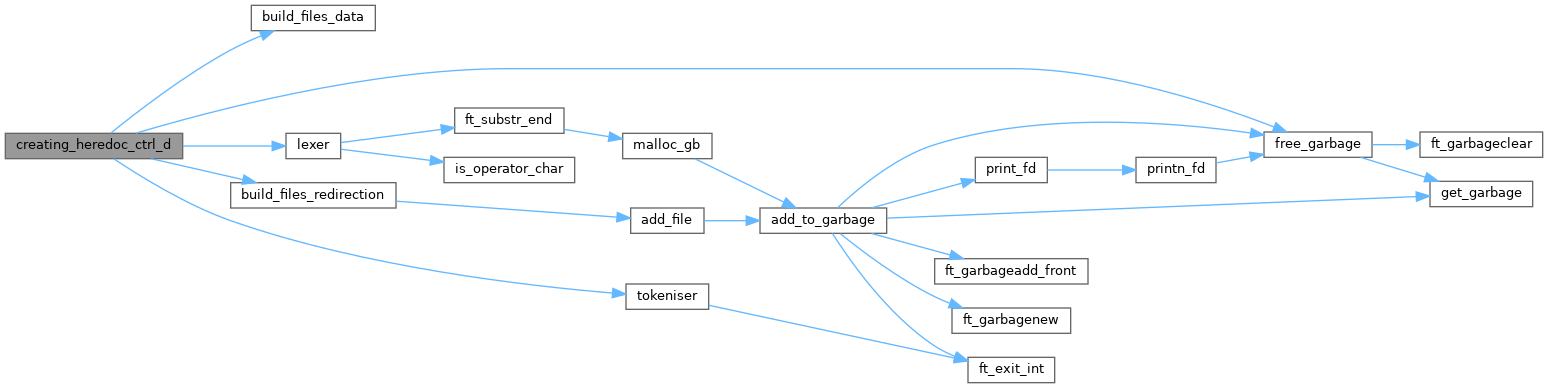 build_files_data
creating_heredoc_ctrl_d
lexer
build_files_redirection
ft_substr_end
is_operator_char
malloc_gb
add_file
tokeniser
add_to_garbage
print_fd
printn_fd
free_garbage
ft_garbageclear
get_garbage
ft_garbageadd_front
ft_garbagenew
ft_exit_int